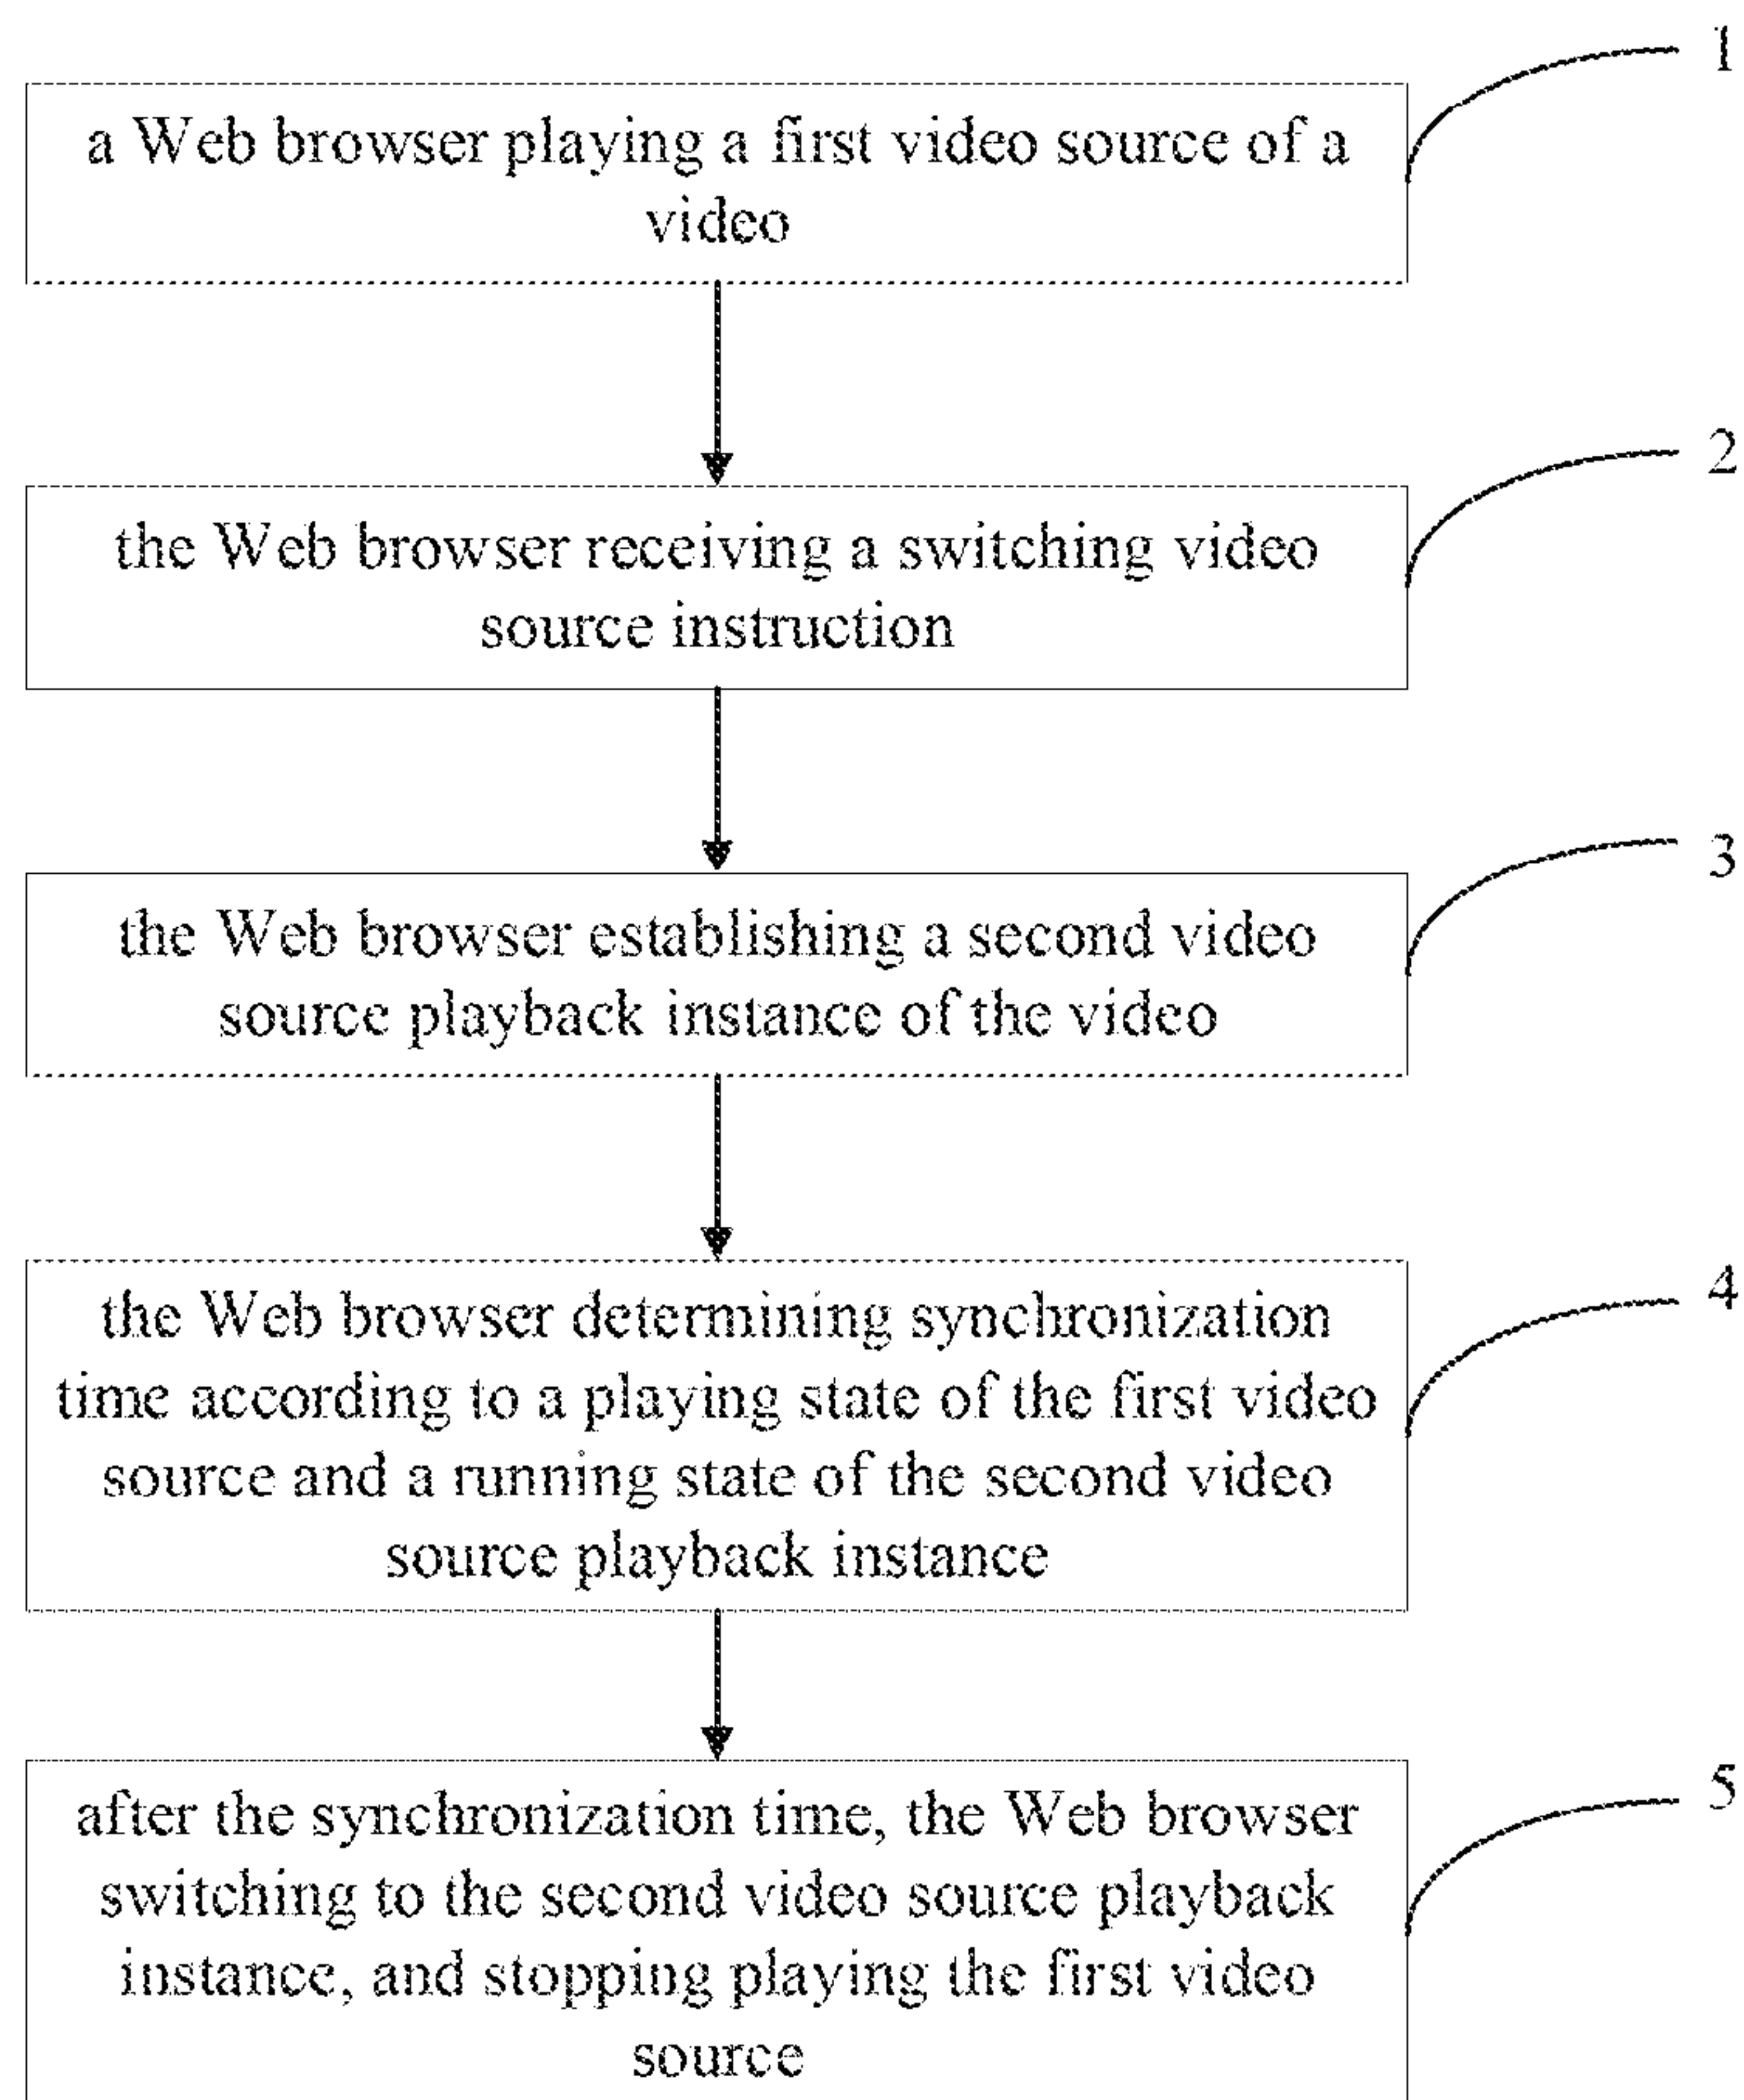 1
a Web browser playing a first video source of a
video
2
the Web browser receiving a switching video
source instruction
3
the Web browser establishing a second video
source playback instance of the video
4
the Web browser determining synchronization
time according to a playing state of the first video
source and a running state of the second video
source playback instance
5
after the synchronization time, the Web browser
switching to the second video source playback
instance, and stopping playing the first video
source